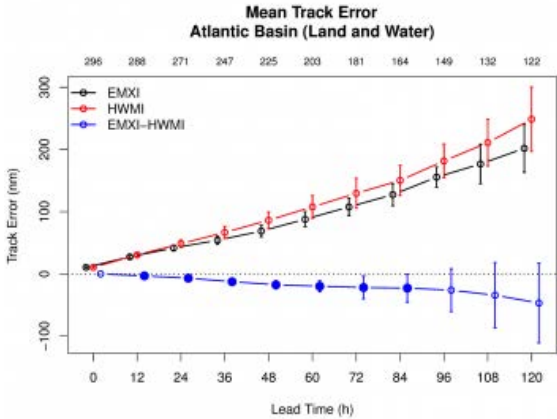 Mean Track Error
Atlantic Basin (Land and Water)
296 288 271 247 225 203 181 164 149 132 122
EMXI
HWMI
EMXI−HWMI
Track Error (nm)
300
200
100
0
−100
0 12 24 36 48 60 72 84 96 108 120
Lead Time (h)